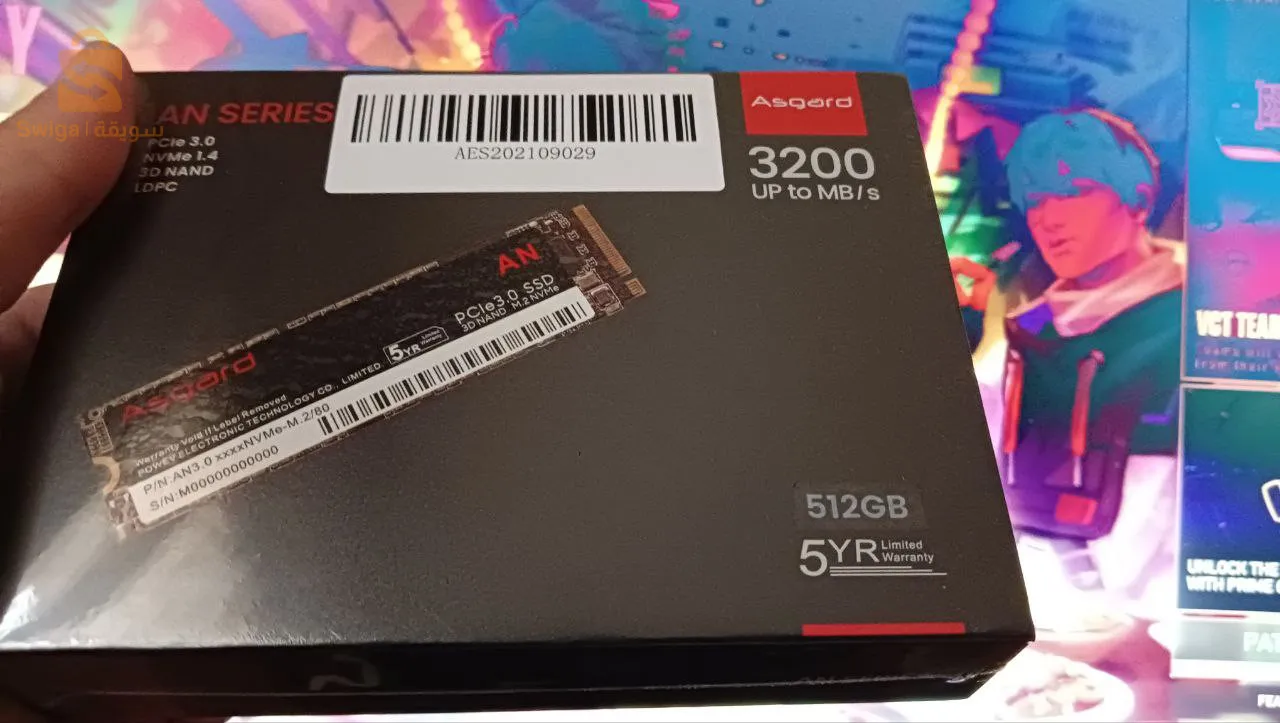 Y
Swiqa | سويقة
AN SERIES
PCIe 3.0
NVMe 1.4
3D NAND
LDPC
AES202109029
Asgard
3200
UP to MB/s
AN
PCIe3.0 SSD
3D NAND M.2 NVMe
5YR Limited Warranty
Asgard
Warranty Void If Label Removed
POWEV ELECTRONIC TECHNOLOGY CO., LIMITED.
P/N:AN3.0 xxxxNVMe-M.2/80
S/N:M00000000000
512GB
5YR Limited
Warranty
VCT TEAM
UNLOCK THE
WITH PRIME